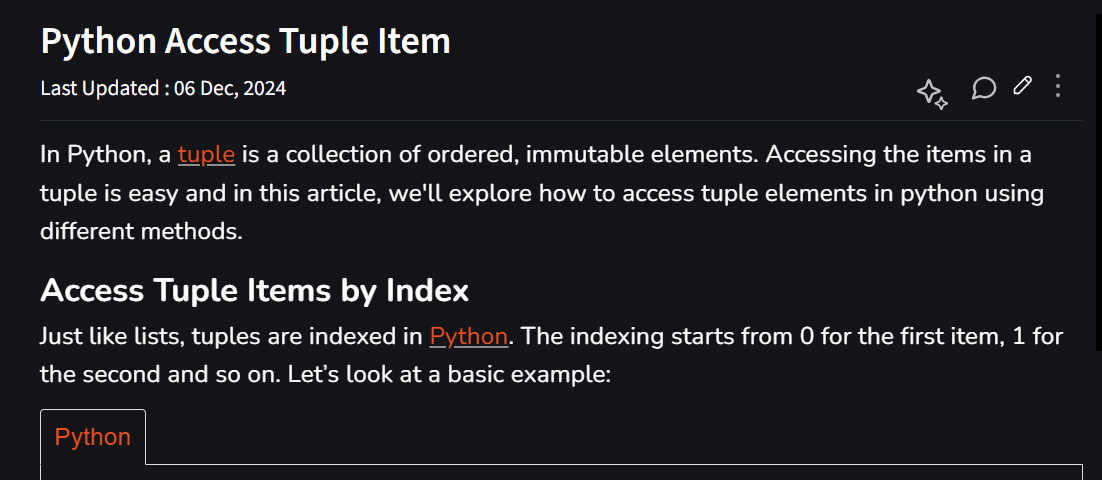 Python Access Tuple Item
Last Updated : 06 Dec, 2024
In Python, a tuple is a collection of ordered, immutable elements. Accessing the items in a
tuple is easy and in this article, we'll explore how to access tuple elements in python using
different methods.
Access Tuple Items by Index
Just like lists, tuples are indexed in Python. The indexing starts from 0 for the first item, 1 for
the second and so on. Let’s look at a basic example:
Python